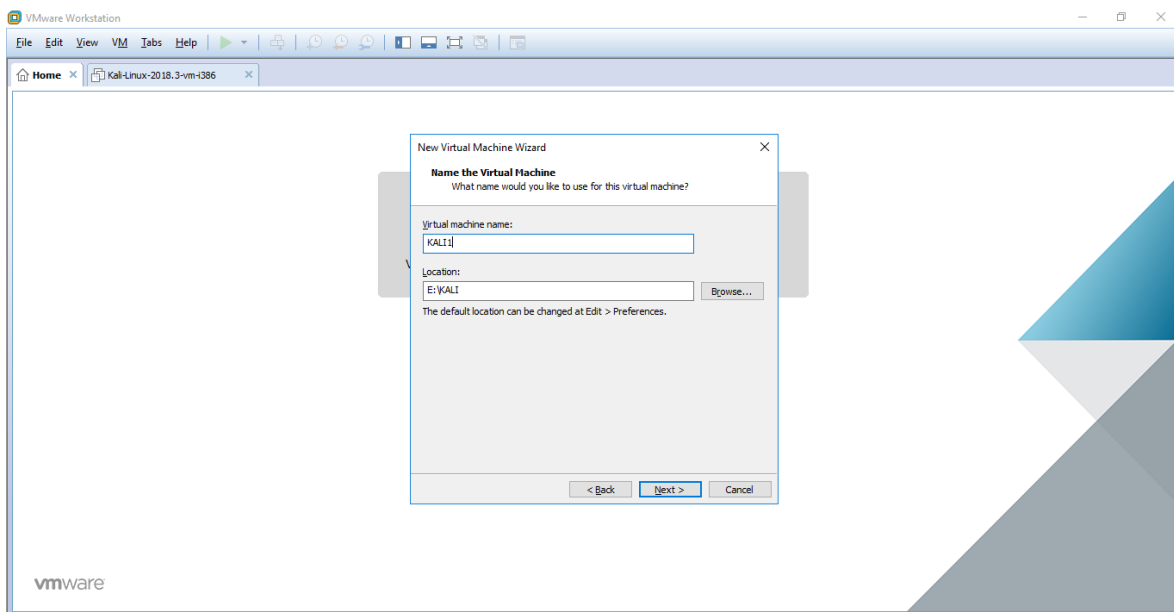 VMware Workstation
File Edit View VM Tabs Help
Home Kali-Linux-2018.3-vm-i386
New Virtual Machine Wizard
Name the Virtual Machine
What name would you like to use for this virtual machine?
Virtual machine name:
KALI1
Location:
E:\KALI
Browse...
The default location can be changed at Edit > Preferences.
< Back Next > Cancel
vmware